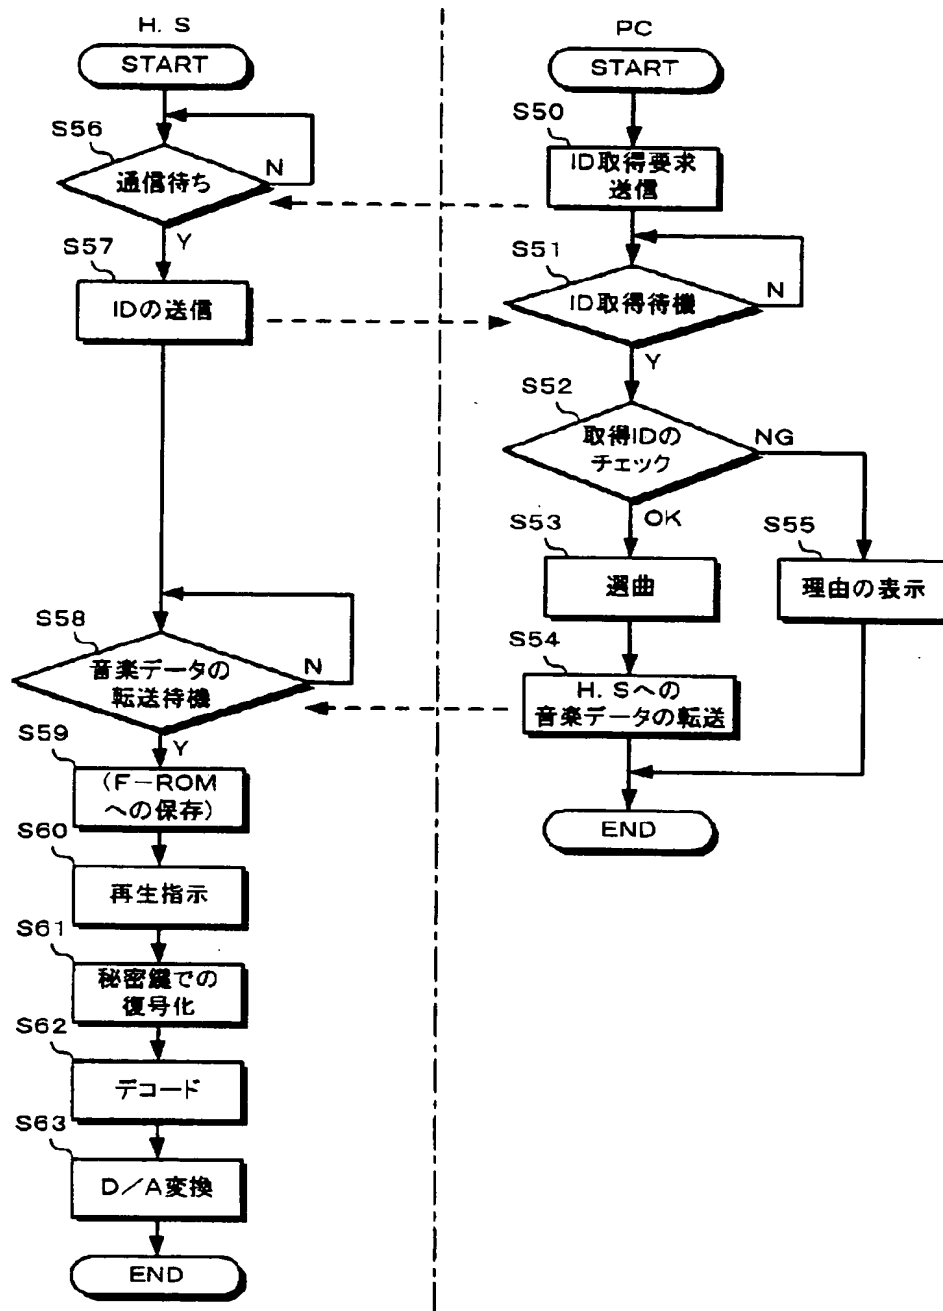 H. S
START
S56
通信待ち
N
Y
S57
IDの送信
S58
音楽データの
転送待機
N
Y
S59
(F-ROM
への保存)
S60
再生指示
S61
秘密鍵での
復号化
S62
デコード
S63
D/A変換
END
PC
START
S50
ID取得要求
送信
S51
ID取得待機
N
Y
S52
取得IDの
チェック
NG
OK
S53
選曲
S55
理由の表示
S54
H. Sへの
音楽データの転送
END